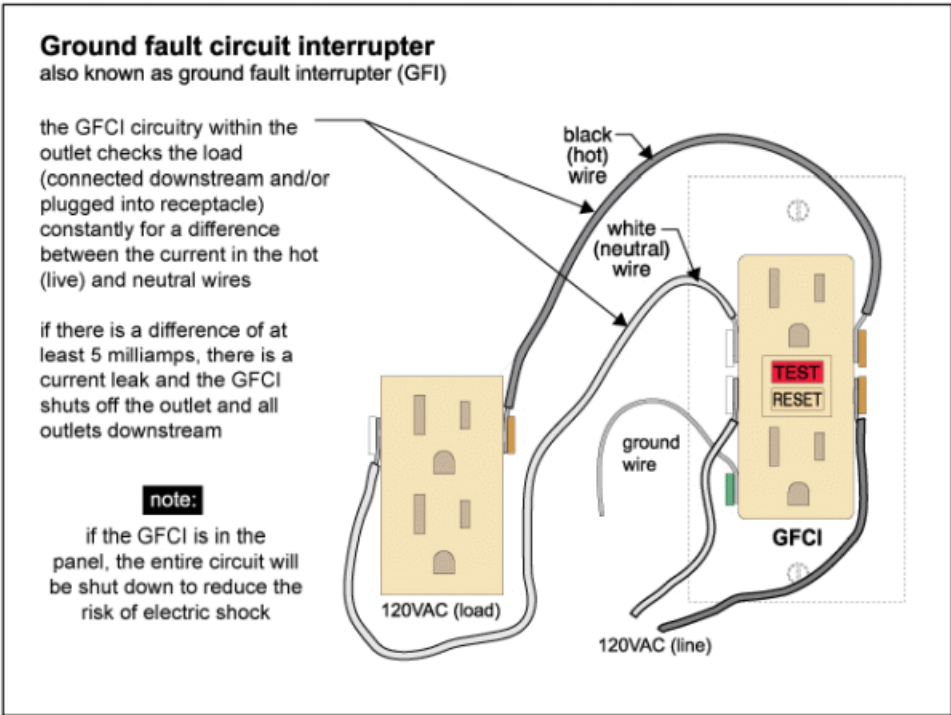 Ground fault circuit interrupter
also known as ground fault interrupter (GFI)
the GFCI circuitry within the
outlet checks the load
(connected downstream and/or
plugged into receptacle)
constantly for a difference
between the current in the hot
(live) and neutral wires
if there is a difference of at
least 5 milliamps, there is a
current leak and the GFCI
shuts off the outlet and all
outlets downstream
note:
if the GFCI is in the
panel, the entire circuit will
be shut down to reduce the
risk of electric shock
black
(hot)
wire
white
(neutral)
wire
TEST
RESET
ground
wire
GFCI
120VAC (load)
120VAC (line)